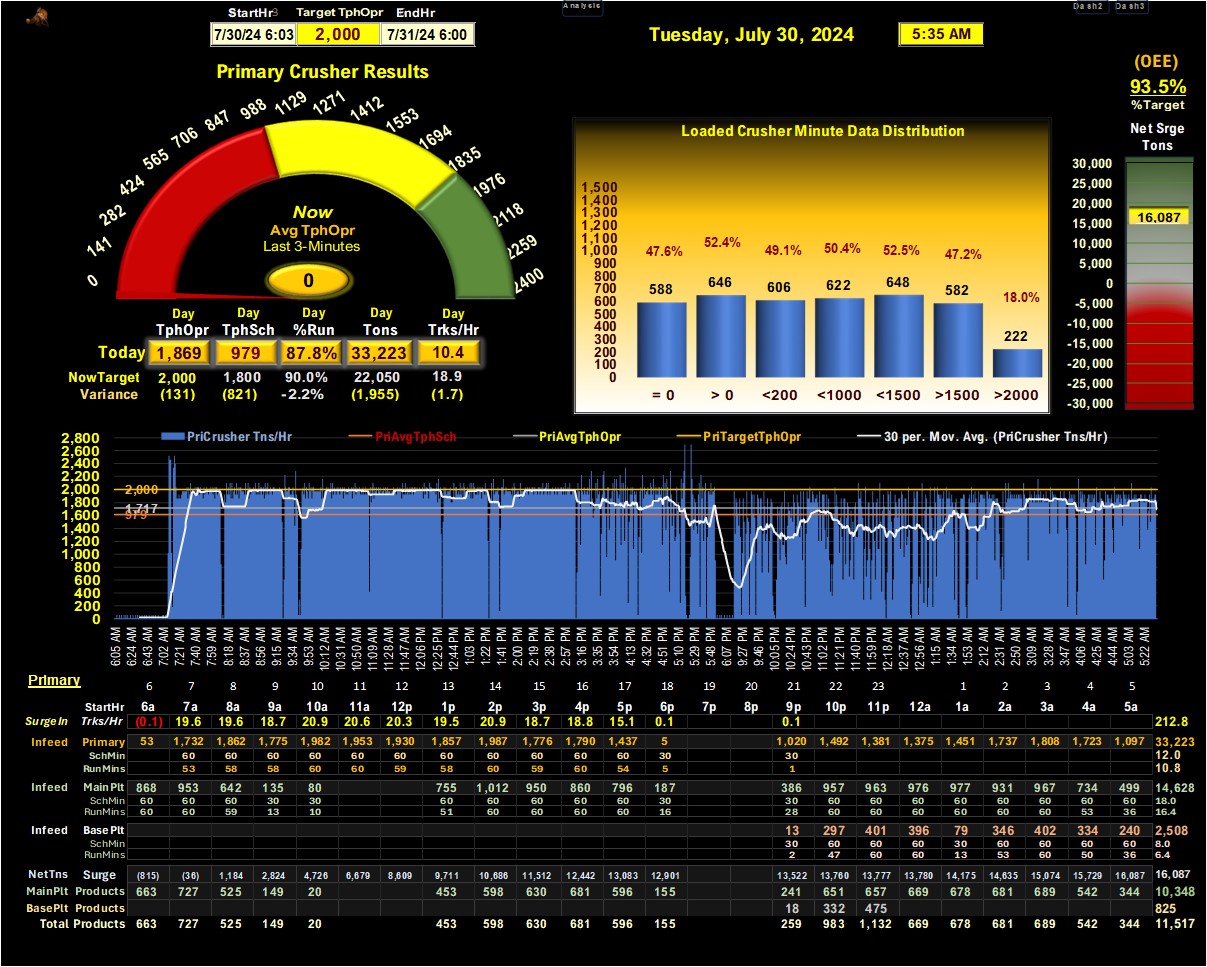 Analysis Dash2 Dash3
StartHr Target TphOpr EndHr
7/30/24 6:03 2,000 7/31/24 6:00
Tuesday, July 30, 2024 5:35 AM
(OEE)
93.5%
%Target
Primary Crusher Results
0 141 282 424 565 706 847 988 1129 1271 1412 1553 1694 1835 1976 2118 2259 2400
Now
Avg TphOpr
Last 3-Minutes
0
Day Day Day Day Day
TphOpr TphSch %Run Tons Trks/Hr
Today 1,869 979 87.8% 33,223 10.4
NowTarget 2,000 1,800 90.0% 22,050 18.9
Variance (131) (821) -2.2% (1,955) (1.7)
Loaded Crusher Minute Data Distribution
1,500
1,400
1,300
1,200
1,100
1,000
900
800
700
600
500
400
300
200
100
0
47.6% 52.4% 49.1% 50.4% 52.5% 47.2% 18.0%
588 646 606 622 648 582 222
= 0 > 0 <200 <1000 <1500 >1500 >2000
Net Srge
Tons
30,000
25,000
20,000
15,000
10,000
5,000
0
-5,000
-10,000
-15,000
-20,000
-25,000
-30,000
16,087
PriCrusher Tns/Hr PriAvgTphSch PriAvgTphOpr PriTargetTphOpr 30 per. Mov. Avg. (PriCrusher Tns/Hr)
2,800
2,600
2,400
2,200
2,000
1,800
1,600
1,400
1,200
1,000
800
600
400
200
0
2,000
1,717
979
6:05 AM 6:24 AM 6:43 AM 7:02 AM 7:21 AM 7:40 AM 7:59 AM 8:18 AM 8:37 AM 8:56 AM 9:15 AM 9:34 AM 9:53 AM 10:12 AM 10:31 AM 10:50 AM 11:09 AM 11:28 AM 11:47 AM 12:06 PM 12:25 PM 12:44 PM 1:03 PM 1:22 PM 1:41 PM 2:00 PM 2:19 PM 2:38 PM 2:57 PM 3:16 PM 3:35 PM 3:54 PM 4:13 PM 4:32 PM 4:51 PM 5:10 PM 5:29 PM 5:48 PM 6:07 PM 9:27 PM 9:46 PM 10:05 PM 10:24 PM 10:43 PM 11:02 PM 11:21 PM 11:40 PM 11:59 PM 12:18 AM 12:37 AM 12:56 AM 1:15 AM 1:34 AM 1:53 AM 2:12 AM 2:31 AM 2:50 AM 3:09 AM 3:28 AM 3:47 AM 4:06 AM 4:25 AM 4:44 AM 5:03 AM 5:22 AM
Primary 6 7 8 9 10 11 12 13 14 15 16 17 18 19 20 21 22 23 1 2 3 4 5
StartHr 6a 7a 8a 9a 10a 11a 12p 1p 2p 3p 4p 5p 6p 7p 8p 9p 10p 11p 12a 1a 2a 3a 4a 5a
SurgeIn Trks/Hr (0.1) 19.6 19.6 18.7 20.9 20.6 20.3 19.5 20.9 18.7 18.8 15.1 0.1 0.1 212.8
Infeed Primary 53 1,732 1,862 1,775 1,982 1,953 1,930 1,857 1,987 1,776 1,790 1,437 5 1,020 1,492 1,381 1,375 1,451 1,737 1,808 1,723 1,097 33,223
SchMin 60 60 60 60 60 60 60 60 60 60 60 30 30 12.0
RunMins 53 58 58 60 60 59 58 60 59 60 54 5 1 10.8
Infeed MainPlt 868 953 642 135 80 755 1,012 950 860 796 187 386 957 963 976 977 931 967 734 499 14,628
SchMin 60 60 60 30 30 60 60 60 60 60 60 30 60 60 60 60 60 60 60 60 18.0
RunMins 60 60 59 13 10 51 60 60 60 60 16 28 60 60 60 60 60 60 53 36 16.4
Infeed BasePlt 13 297 401 396 79 346 402 334 240 2,508
SchMin 30 60 60 60 30 60 60 60 60 8.0
RunMins 2 47 60 60 13 53 60 50 36 6.4
NetTns Surge (815) (36) 1,184 2,824 4,726 6,679 8,609 9,711 10,686 11,512 12,442 13,083 12,901 13,522 13,760 13,777 13,780 14,175 14,635 15,074 15,729 16,087 16,087
MainPlt Products 663 727 525 149 20 453 598 630 681 596 155 241 651 657 669 678 681 689 542 344 10,348
BasePlt Products 18 332 475 825
Total Products 663 727 525 149 20 453 598 630 681 596 155 259 983 1,132 669 678 681 689 542 344 11,517